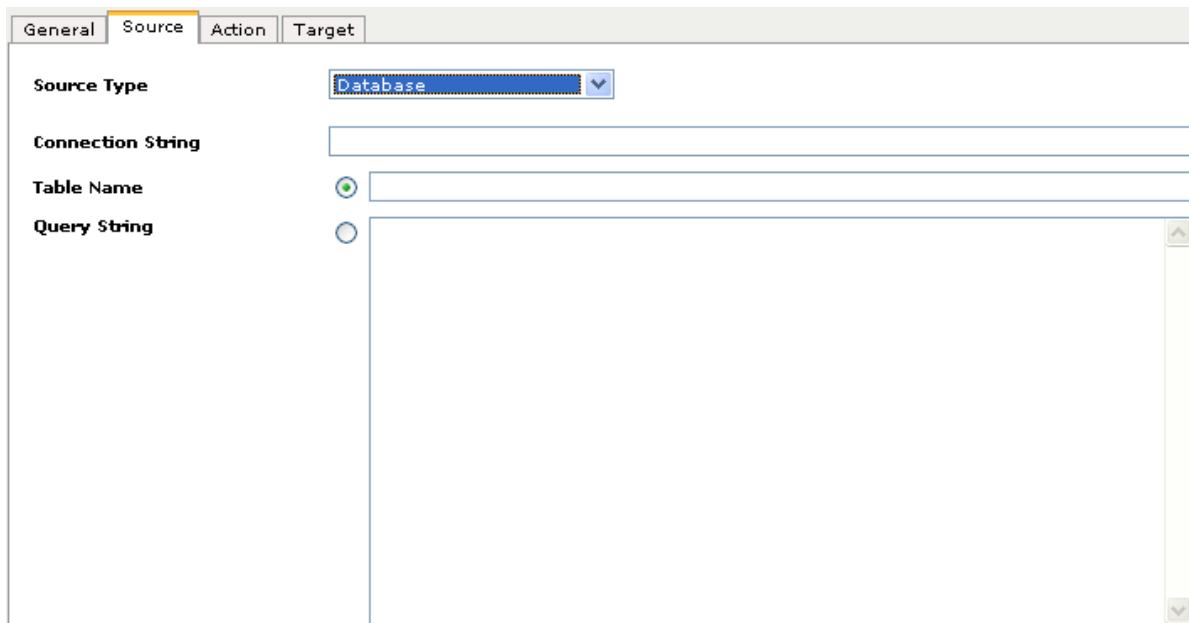 General Source Action Target
Source Type Database
Connection String
Table Name
Query String